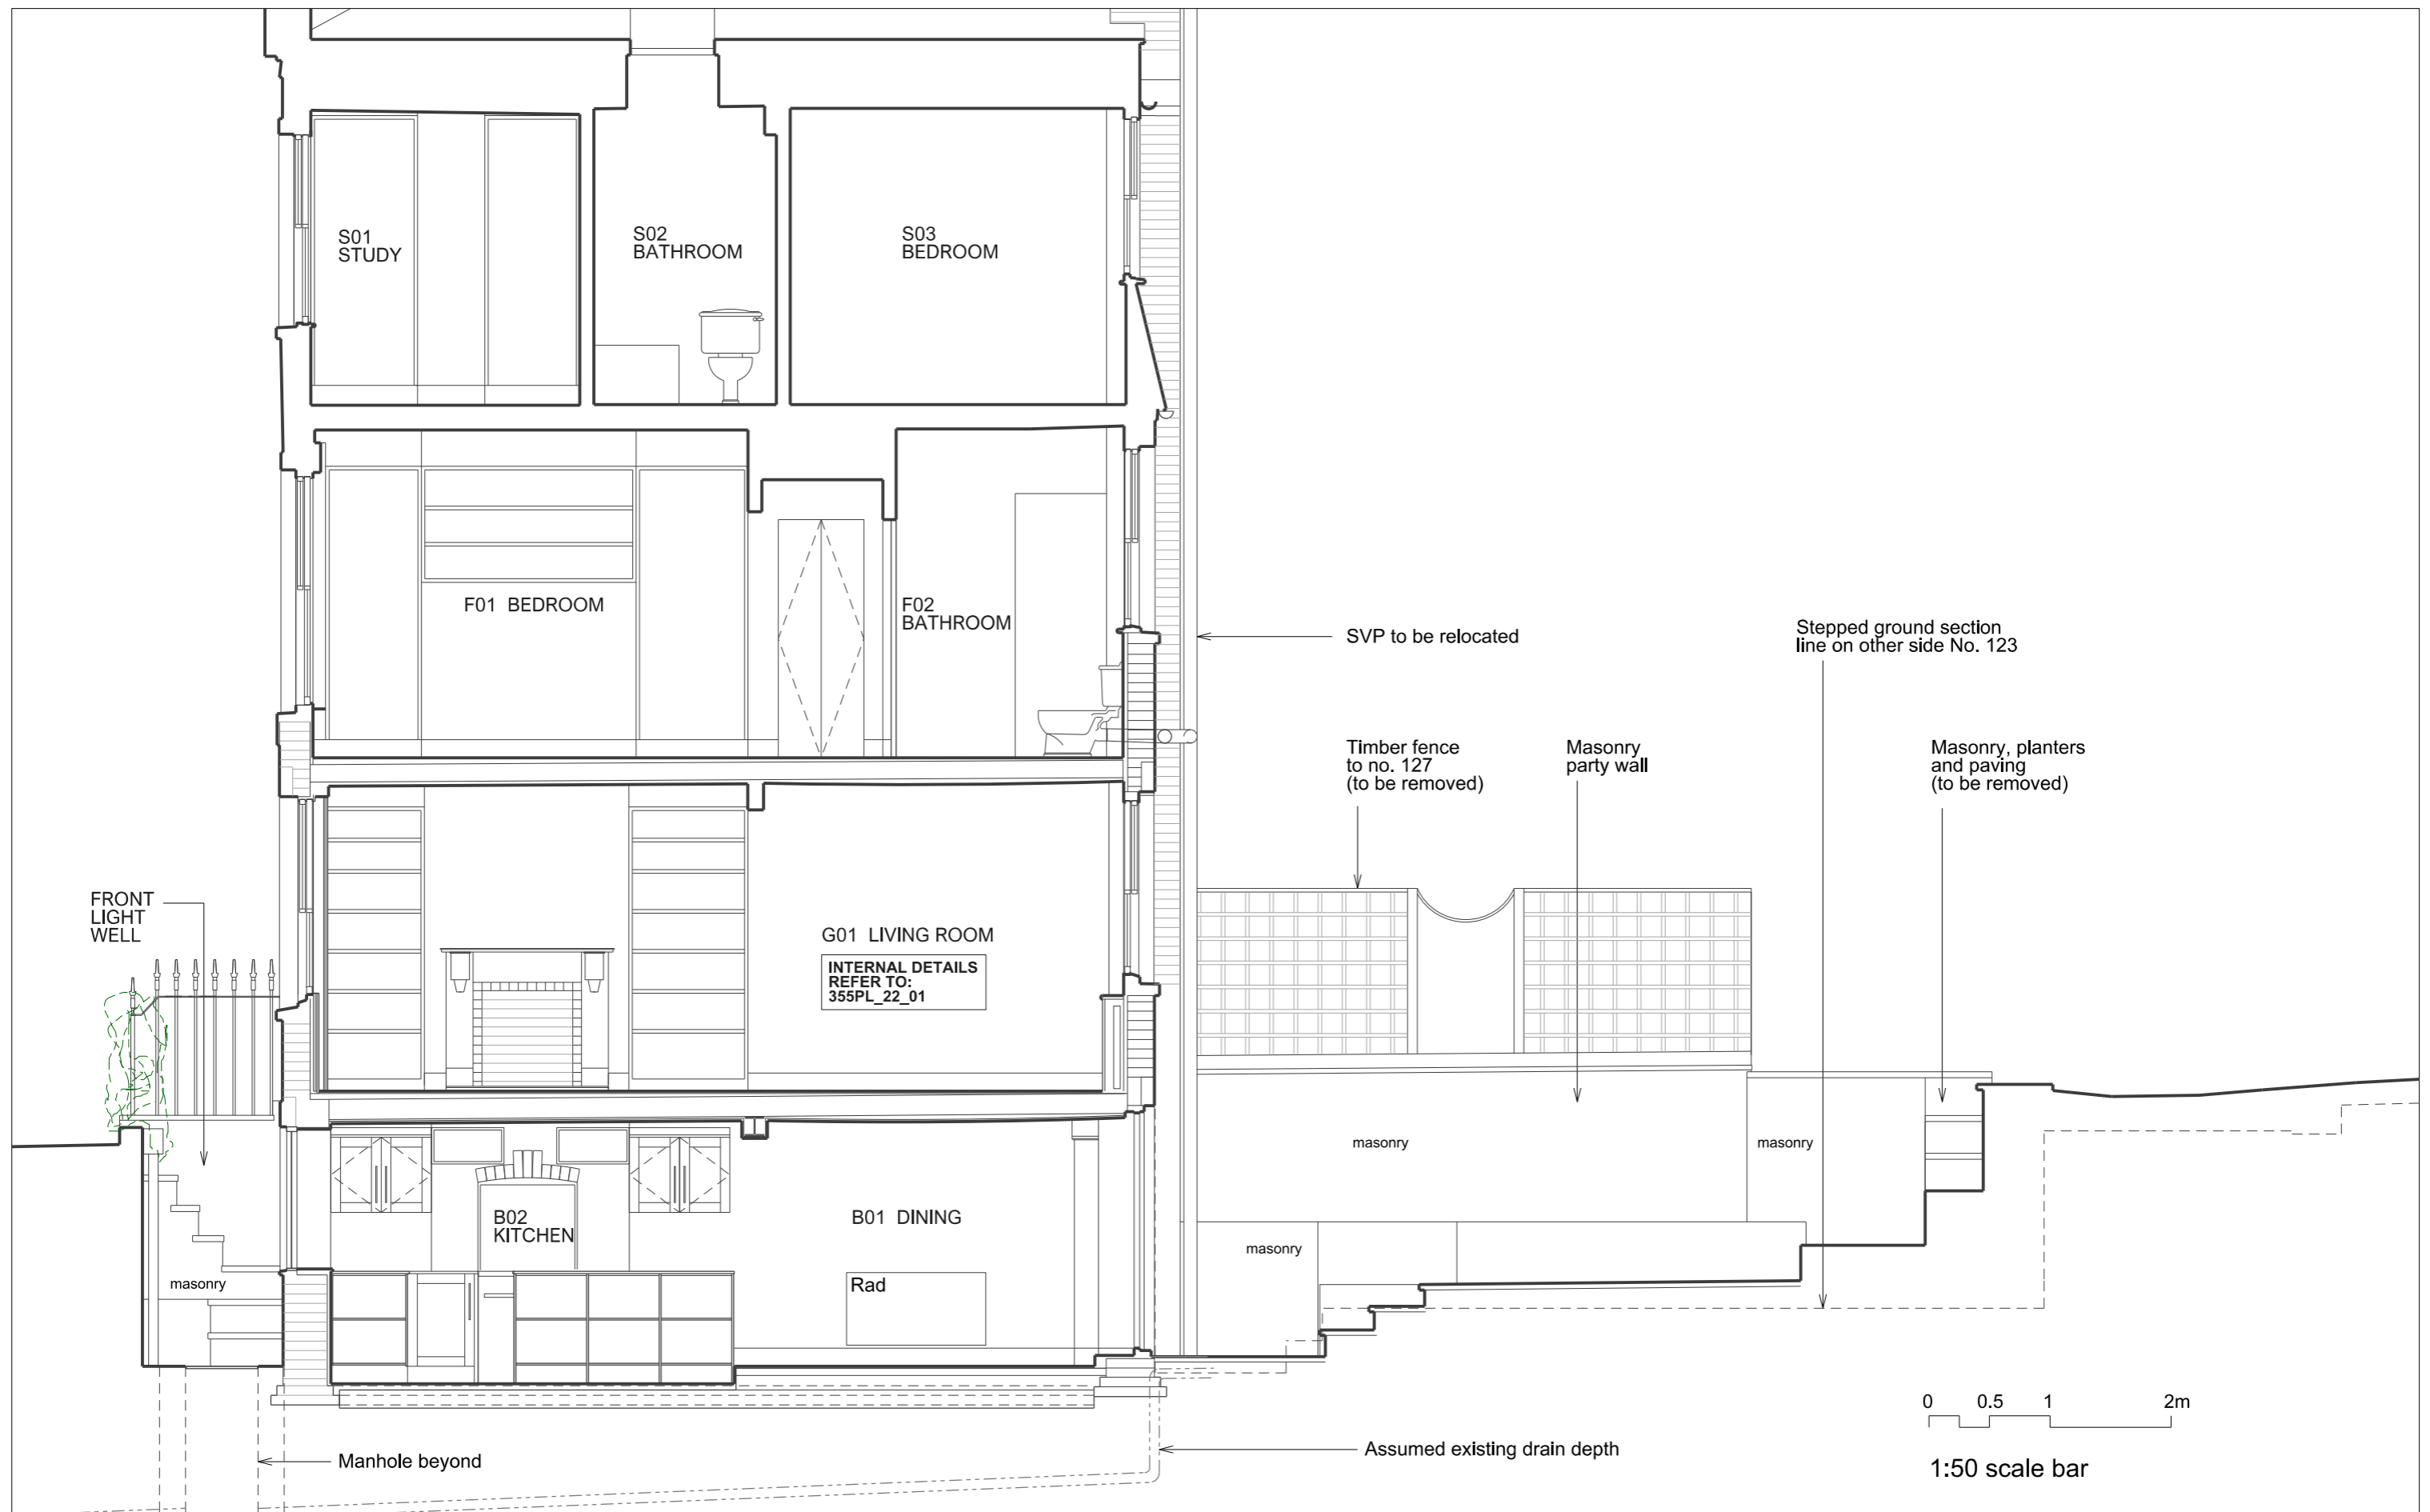 S01
STUDY
S02
BATHROOM
S03
BEDROOM
F01 BEDROOM
F02
BATHROOM
SVP to be relocated
Stepped ground section
line on other side No. 123
Timber fence
to no. 127
(to be removed)
Masonry
party wall
Masonry, planters
and paving
(to be removed)
FRONT
LIGHT
WELL
G01 LIVING ROOM
INTERNAL DETAILS
REFER TO:
355PL_22_01
masonry
masonry
B02
KITCHEN
B01 DINING
masonry
masonry
Rad
0 0.5 1 2m
1:50 scale bar
Manhole beyond
Assumed existing drain depth